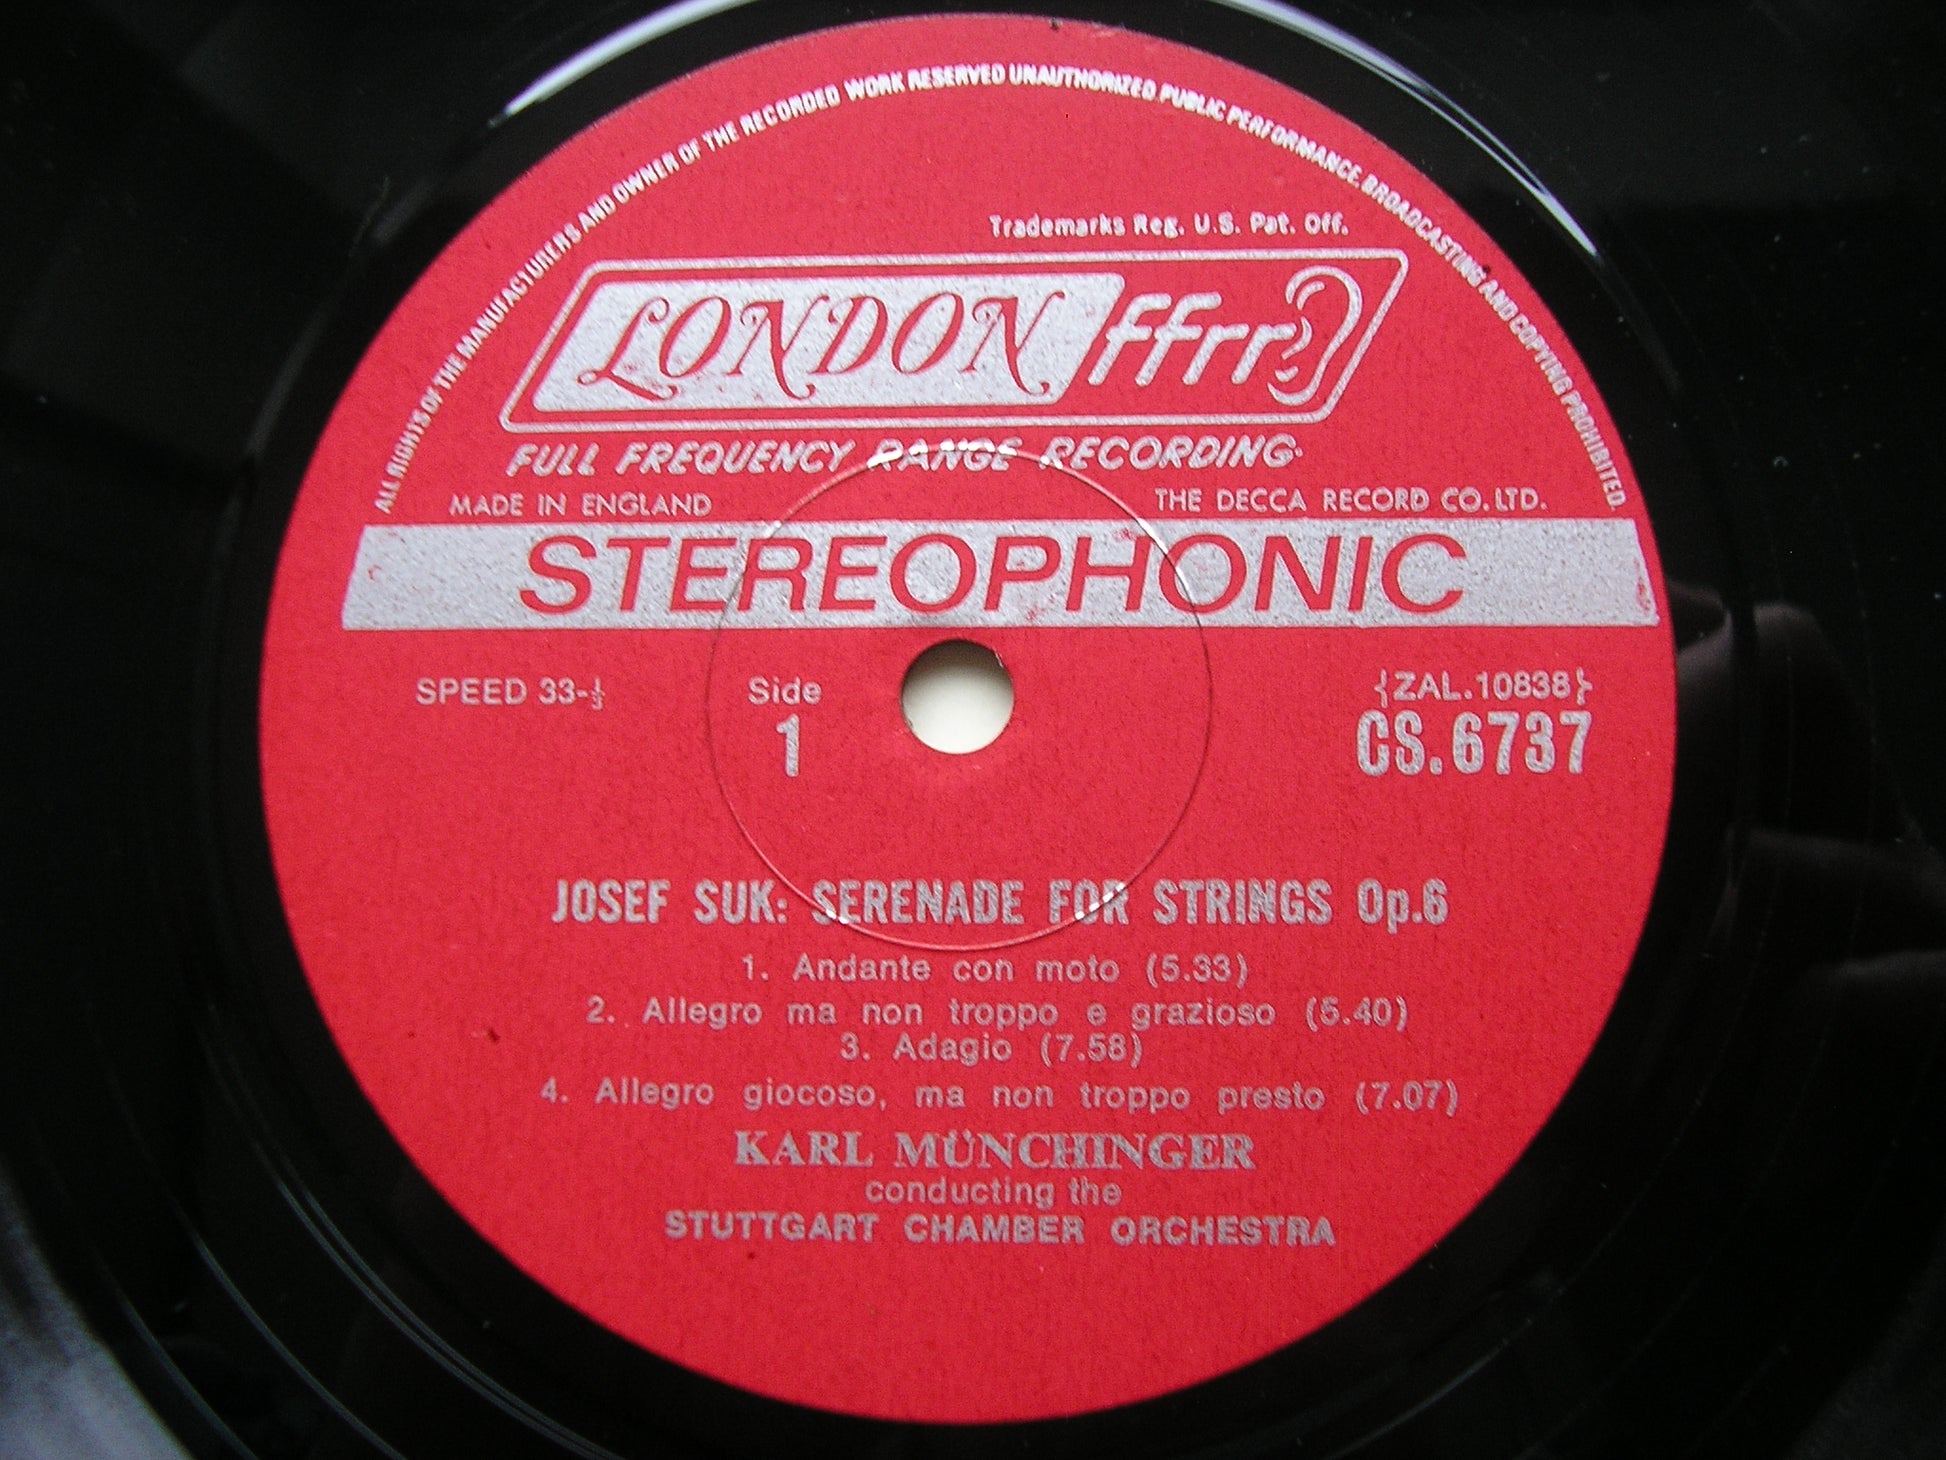 ALL RIGHTS OF THE MANUFACTURERS AND OWNER OF THE RECORDED WORK RESERVED UNAUTHORIZED PUBLIC PERFORMANCE, BROADCASTING AND COPYING PROHIBITED.
Trademarks Reg. U.S. Pat. Off.
LONDON ffrr
FULL FREQUENCY RANGE RECORDING
MADE IN ENGLAND THE DECCA RECORD CO. LTD.
STEREOPHONIC
SPEED 33-⅓ Side {ZAL.10838}
1 CS.6737
JOSEF SUK: SERENADE FOR STRINGS Op.6
1. Andante con moto (5.33)
2. Allegro ma non troppo e grazioso (5.40)
3. Adagio (7.58)
4. Allegro giocoso, ma non troppo presto (7.07)
KARL MÜNCHINGER
conducting the
STUTTGART CHAMBER ORCHESTRA